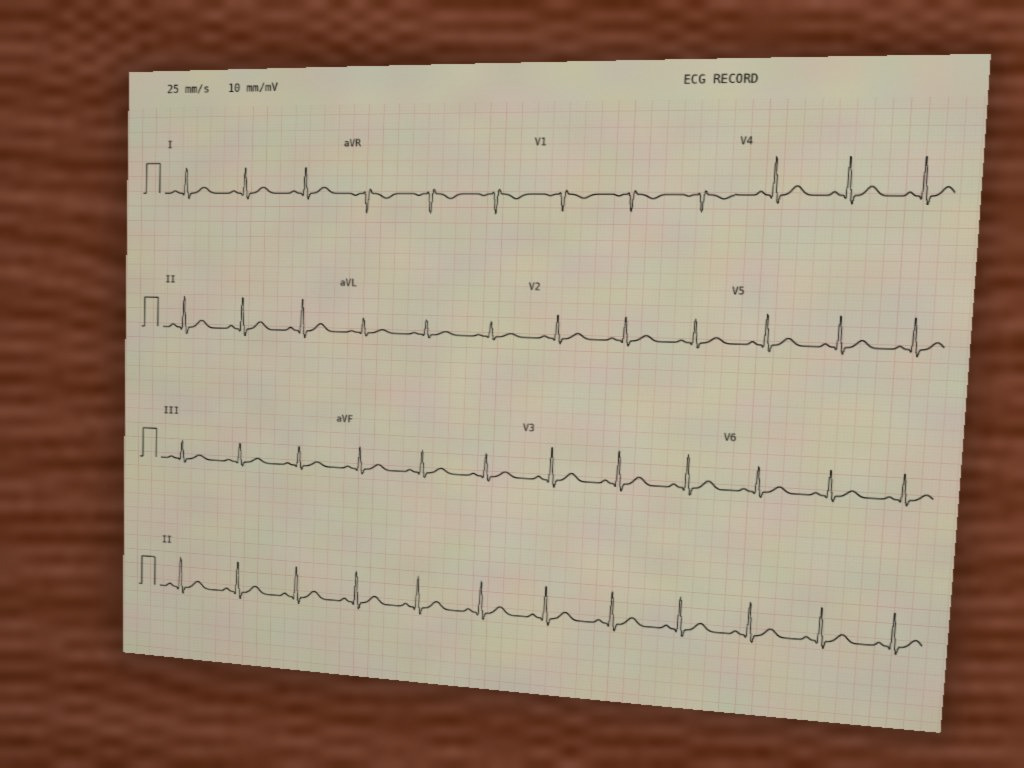 25 mm/s 10 mm/mV ECG RECORD
I aVR V1 V4
II aVL V2 V5
III aVF V3 V6
II